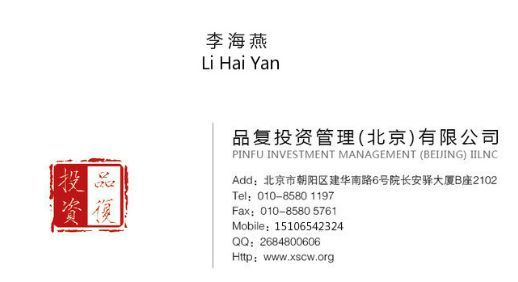 李海燕
Li Hai Yan
品复投资管理(北京)有限公司
PINFU INVESTMENT MANAGEMENT (BEIJING) IILNC
投資 品復
Add：北京市朝阳区建华南路6号院长安驿大厦B座2102
Tel：010-8580 1197
Fax：010-8580 5761
Mobile：15106542324
QQ：2684800606
Http：www.xscw.org